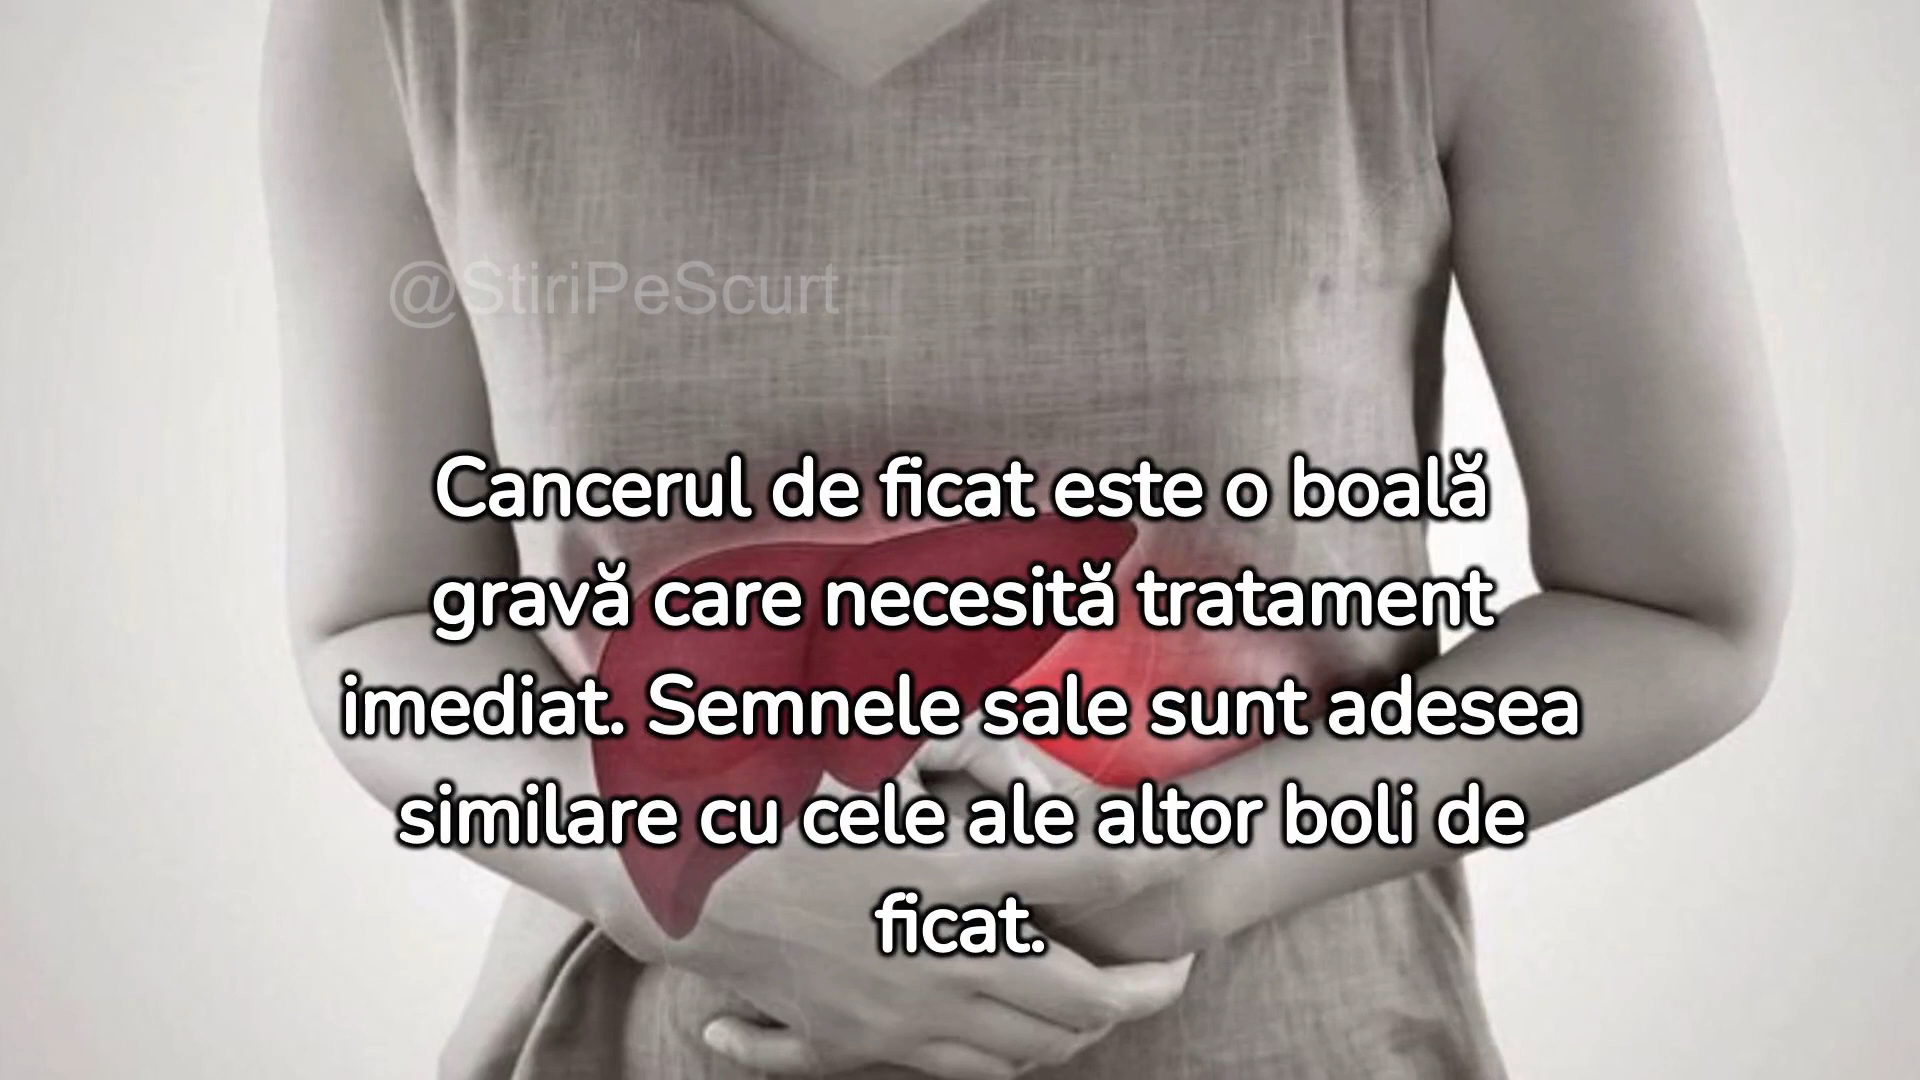 @StiriPeScurt
Cancerul de ficat este o boală
gravă care necesită tratament
imediat. Semnele sale sunt adesea
similare cu cele ale altor boli de
ficat.